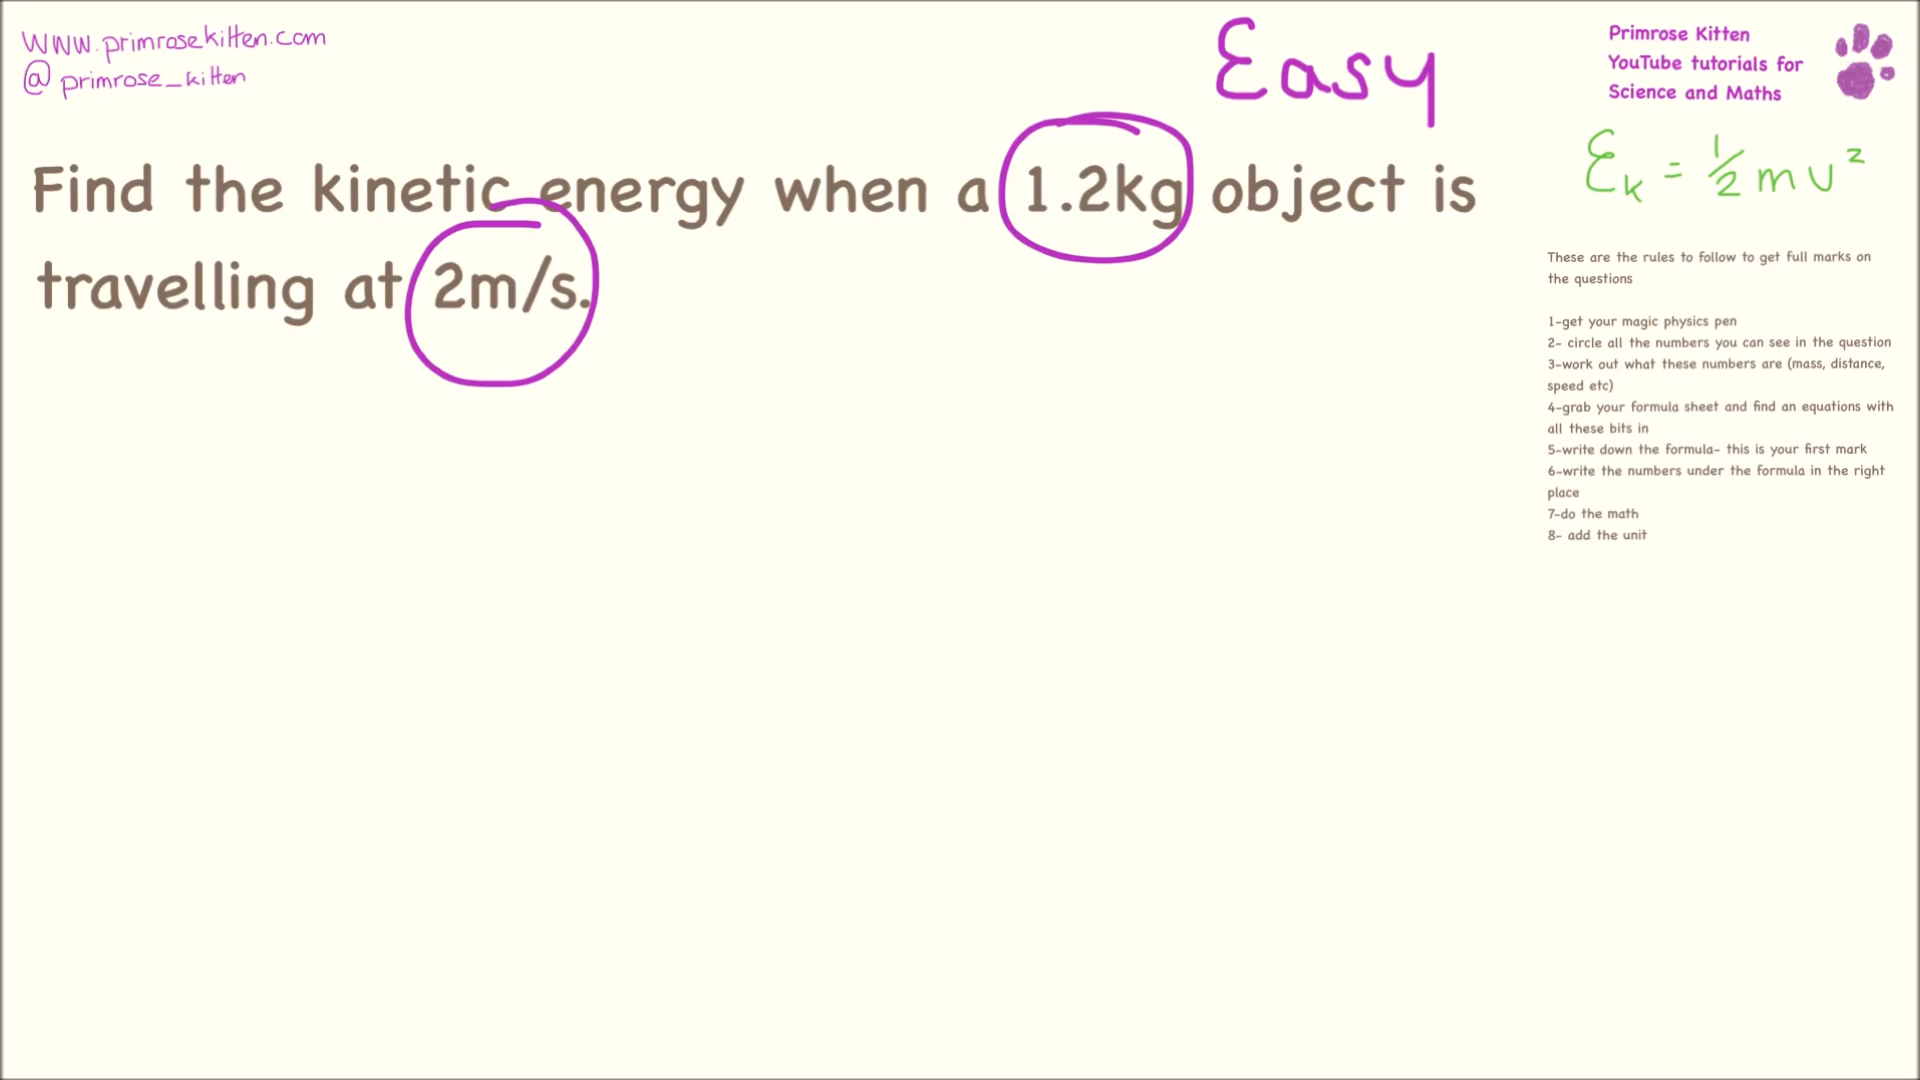 www.primrosekitten.com
@primrose_kitten
Easy
Primrose Kitten
YouTube tutorials for
Science and Maths
Find the kinetic energy when a 1.2kg object is
travelling at 2m/s.
Ek = 1/2 mv²
These are the rules to follow to get full marks on
the questions
1-get your magic physics pen
2- circle all the numbers you can see in the question
3-work out what these numbers are (mass, distance,
speed etc)
4-grab your formula sheet and find an equations with
all these bits in
5-write down the formula- this is your first mark
6-write the numbers under the formula in the right
place
7-do the math
8- add the unit